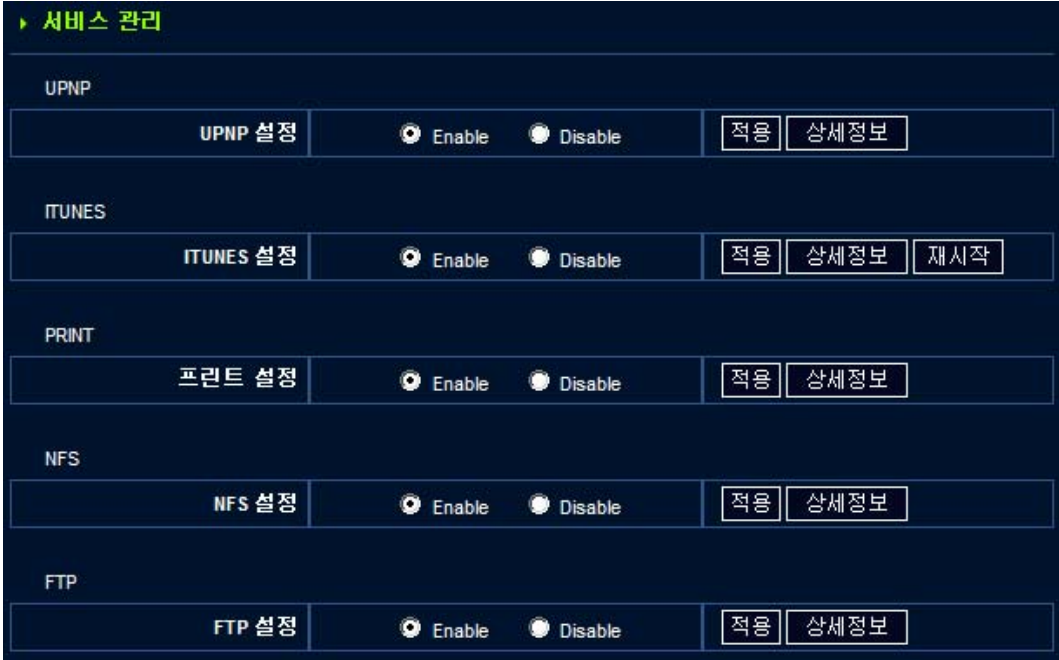 서비스 관리
UPNP
UPNP 설정 Enable Disable 적용 상세정보
ITUNES
ITUNES 설정 Enable Disable 적용 상세정보 재시작
PRINT
프린트 설정 Enable Disable 적용 상세정보
NFS
NFS 설정 Enable Disable 적용 상세정보
FTP
FTP 설정 Enable Disable 적용 상세정보